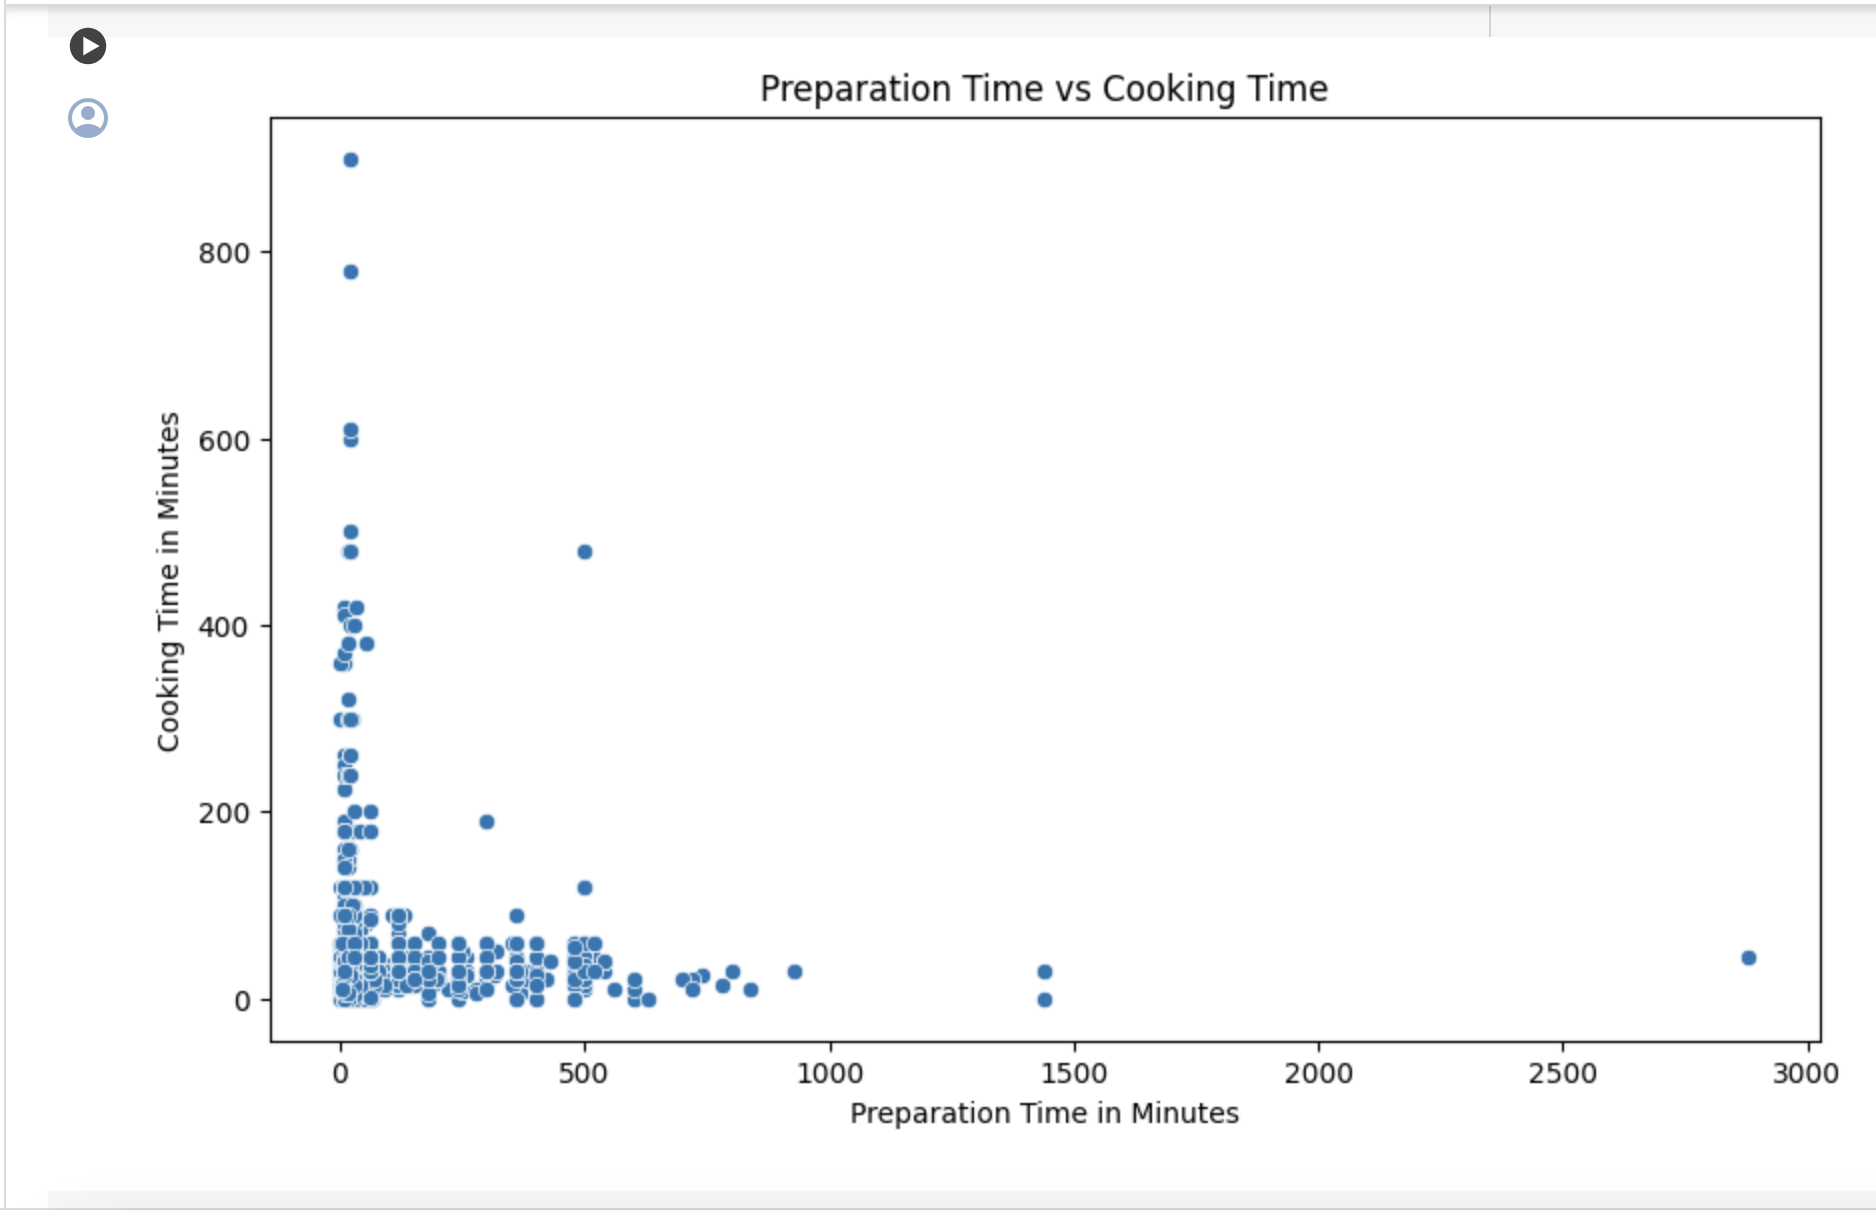 Preparation Time vs Cooking Time
800
600
400
200
0
Cooking Time in Minutes
0 500 1000 1500 2000 2500 3000
Preparation Time in Minutes